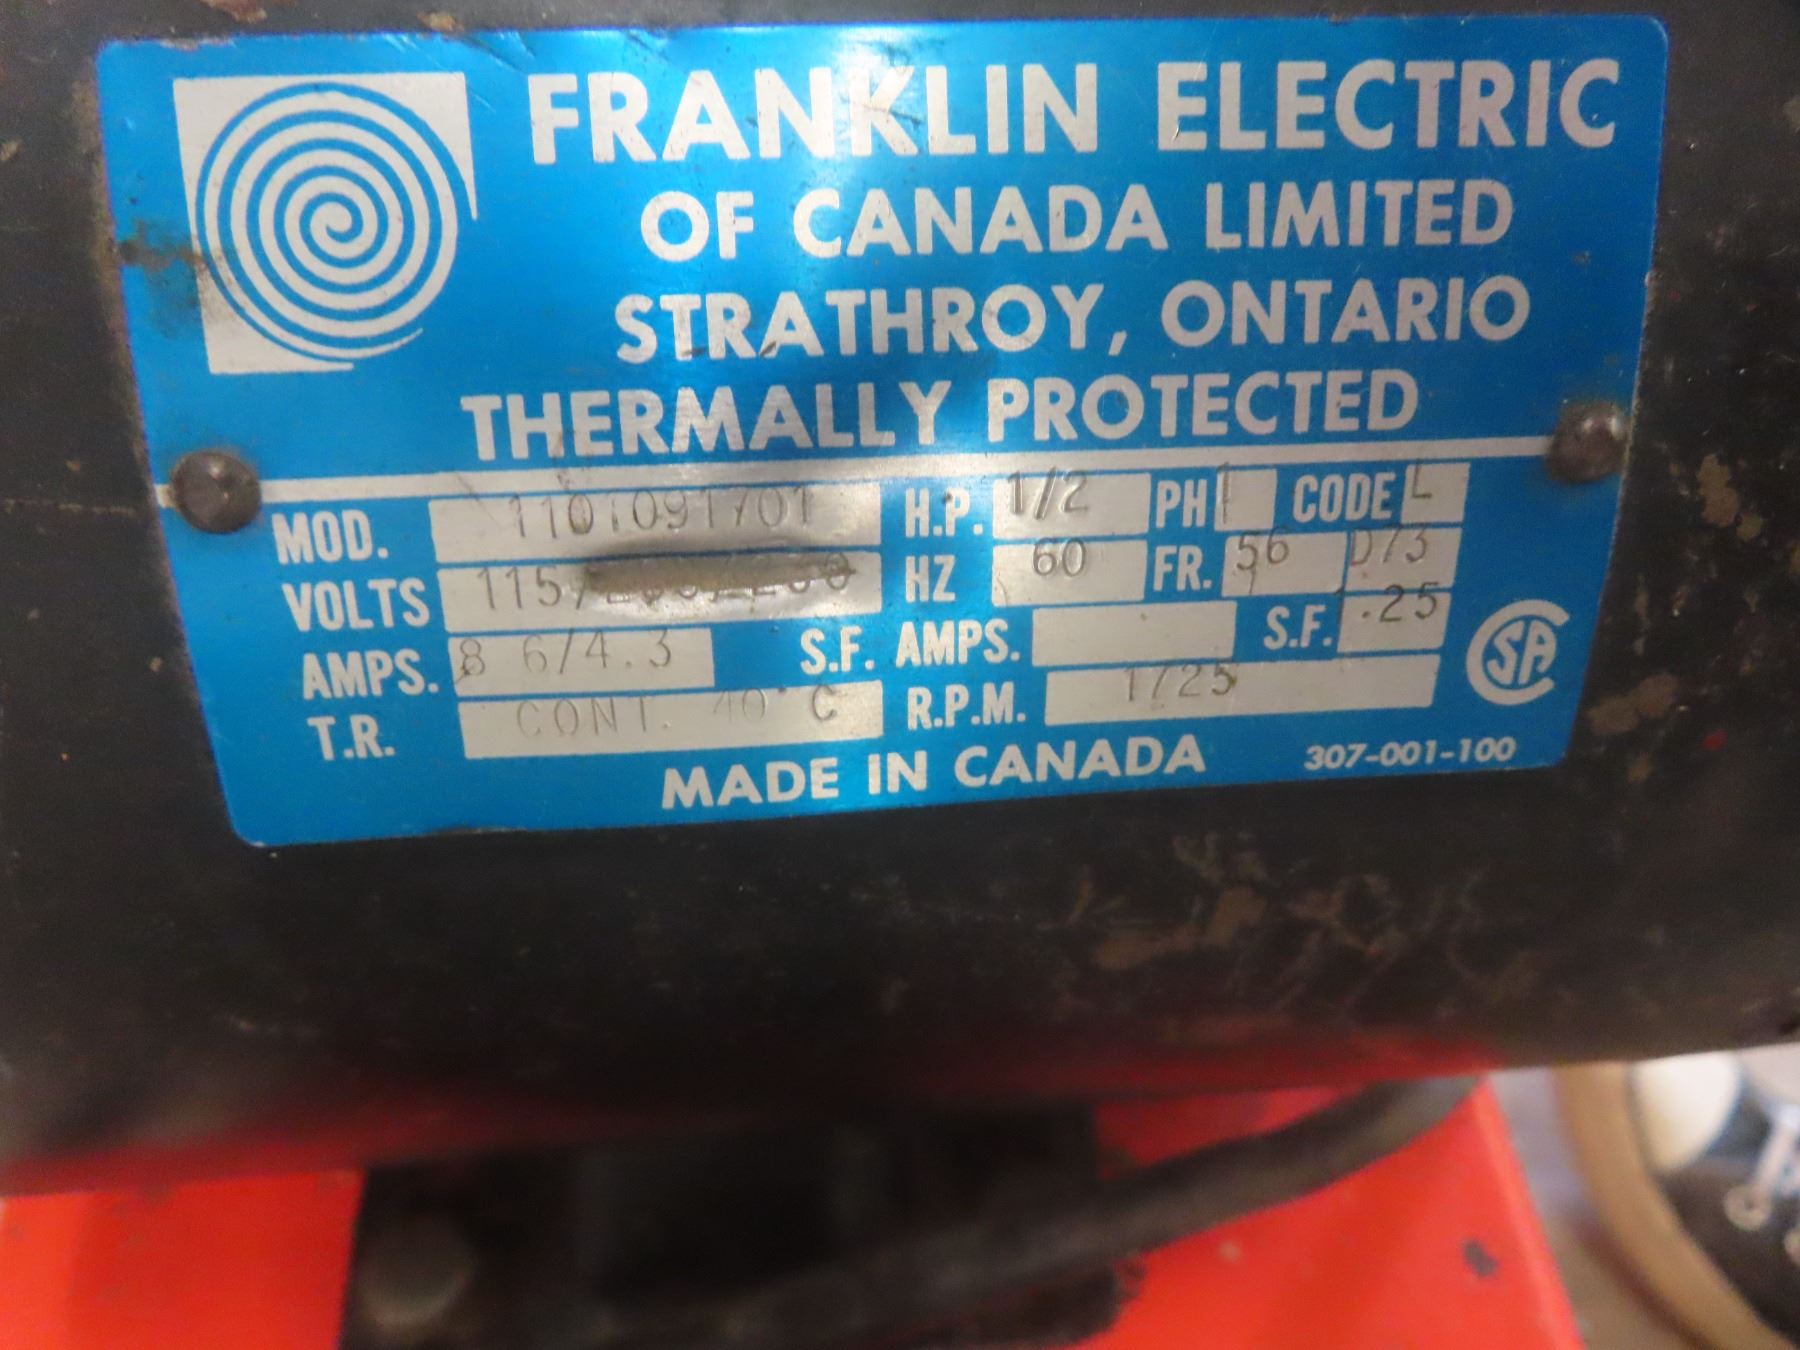 FRANKLIN ELECTRIC
OF CANADA LIMITED
STRATHROY, ONTARIO
THERMALLY PROTECTED
MOD. 1101091701 H.P. 1/2 PH 1 CODE L
VOLTS 115/ HZ 60 FR. 56 D73
AMPS. 8 6/4.3 S.F. AMPS. S.F. 1.25
T.R. CONT. 40°C R.P.M. 1725
MADE IN CANADA 307-001-100
CSA